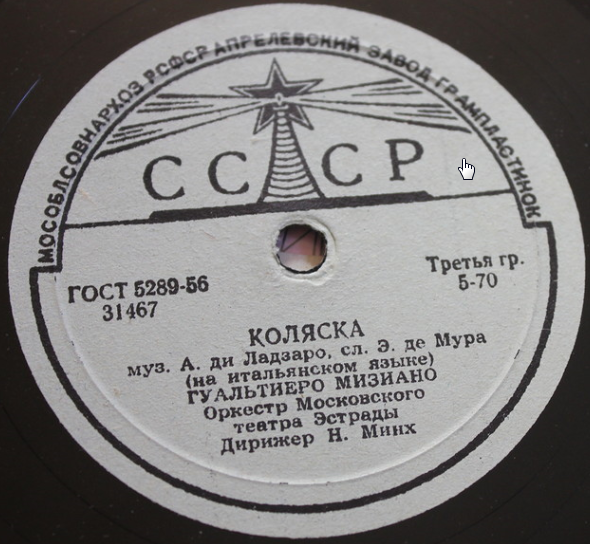 МОСОБЛСОВНАРХОЗ РСФСР АПРЕЛЕВСКИЙ ЗАВОД ГРАМПЛАСТИНОК
СССР
ГОСТ 5289-56
31467
Третья гр.
5-70
КОЛЯСКА
муз. А. ди Ладзаро, сл. Э. де Мура
(на итальянском языке)
ГУАЛЬТИЕРО МИЗИАНО
Оркестр Московского
театра Эстрады
Дирижер Н. Минх